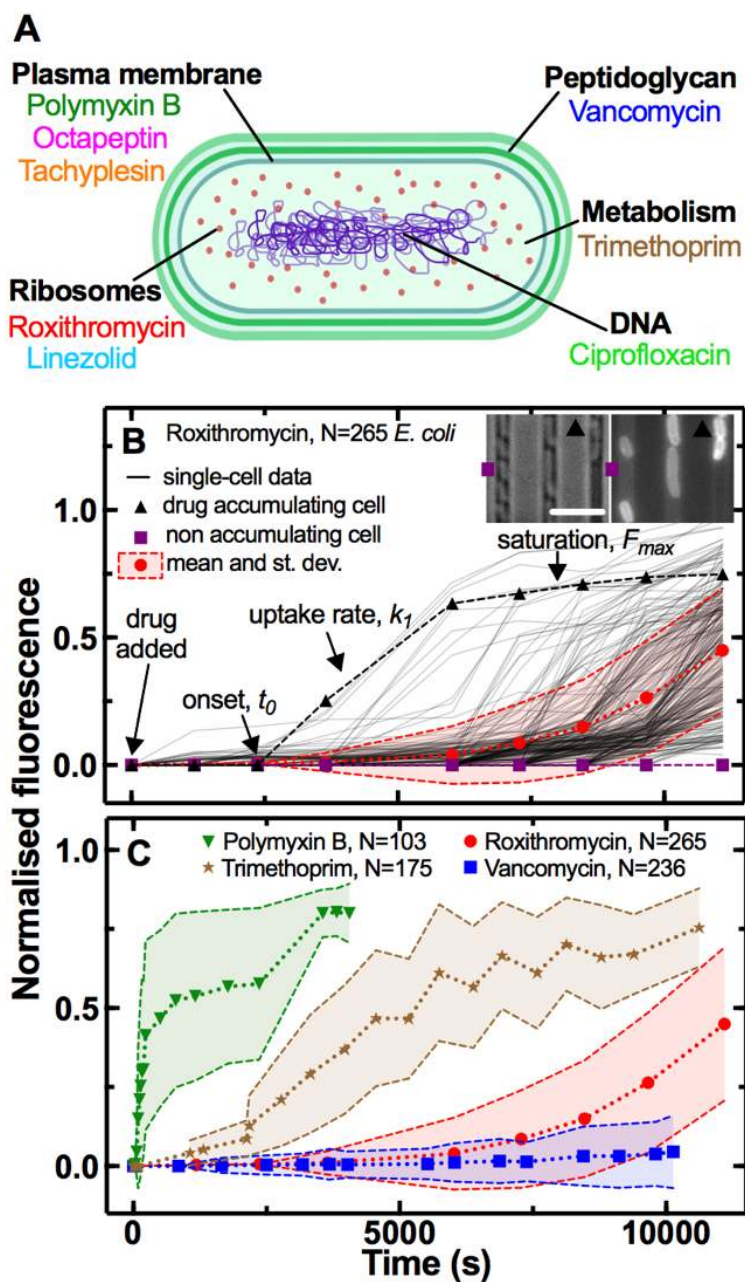 A
Plasma membrane
Polymyxin B
Octapeptin
Tachyplesin
Peptidoglycan
Vancomycin
Metabolism
Trimethoprim
Ribosomes
Roxithromycin
Linezolid
DNA
Ciprofloxacin
B Roxithromycin, N=265 E. coli
single-cell data
drug accumulating cell
non accumulating cell
mean and st. dev.
saturation, Fmax
uptake rate, k1
drug
added
onset, t0
1.0
0.5
0.0
C
Polymyxin B, N=103
Roxithromycin, N=265
Trimethoprim, N=175
Vancomycin, N=236
1.0
0.5
0.0
Normalised fluorescence
0
5000
10000
Time (s)